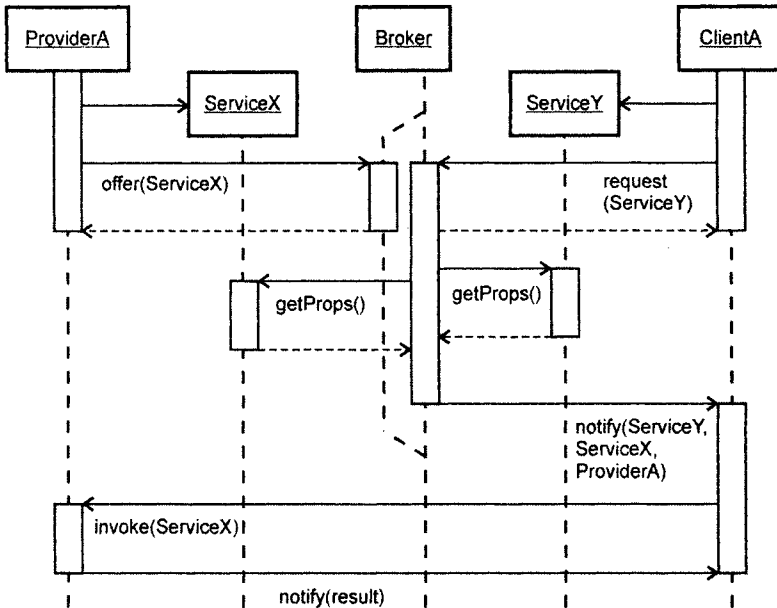 ProviderA
Broker
ClientA
ServiceX
ServiceY
offer(ServiceX)
request
(ServiceY)
getProps()
getProps()
notify(ServiceY,
ServiceX,
ProviderA)
invoke(ServiceX)
notify(result)